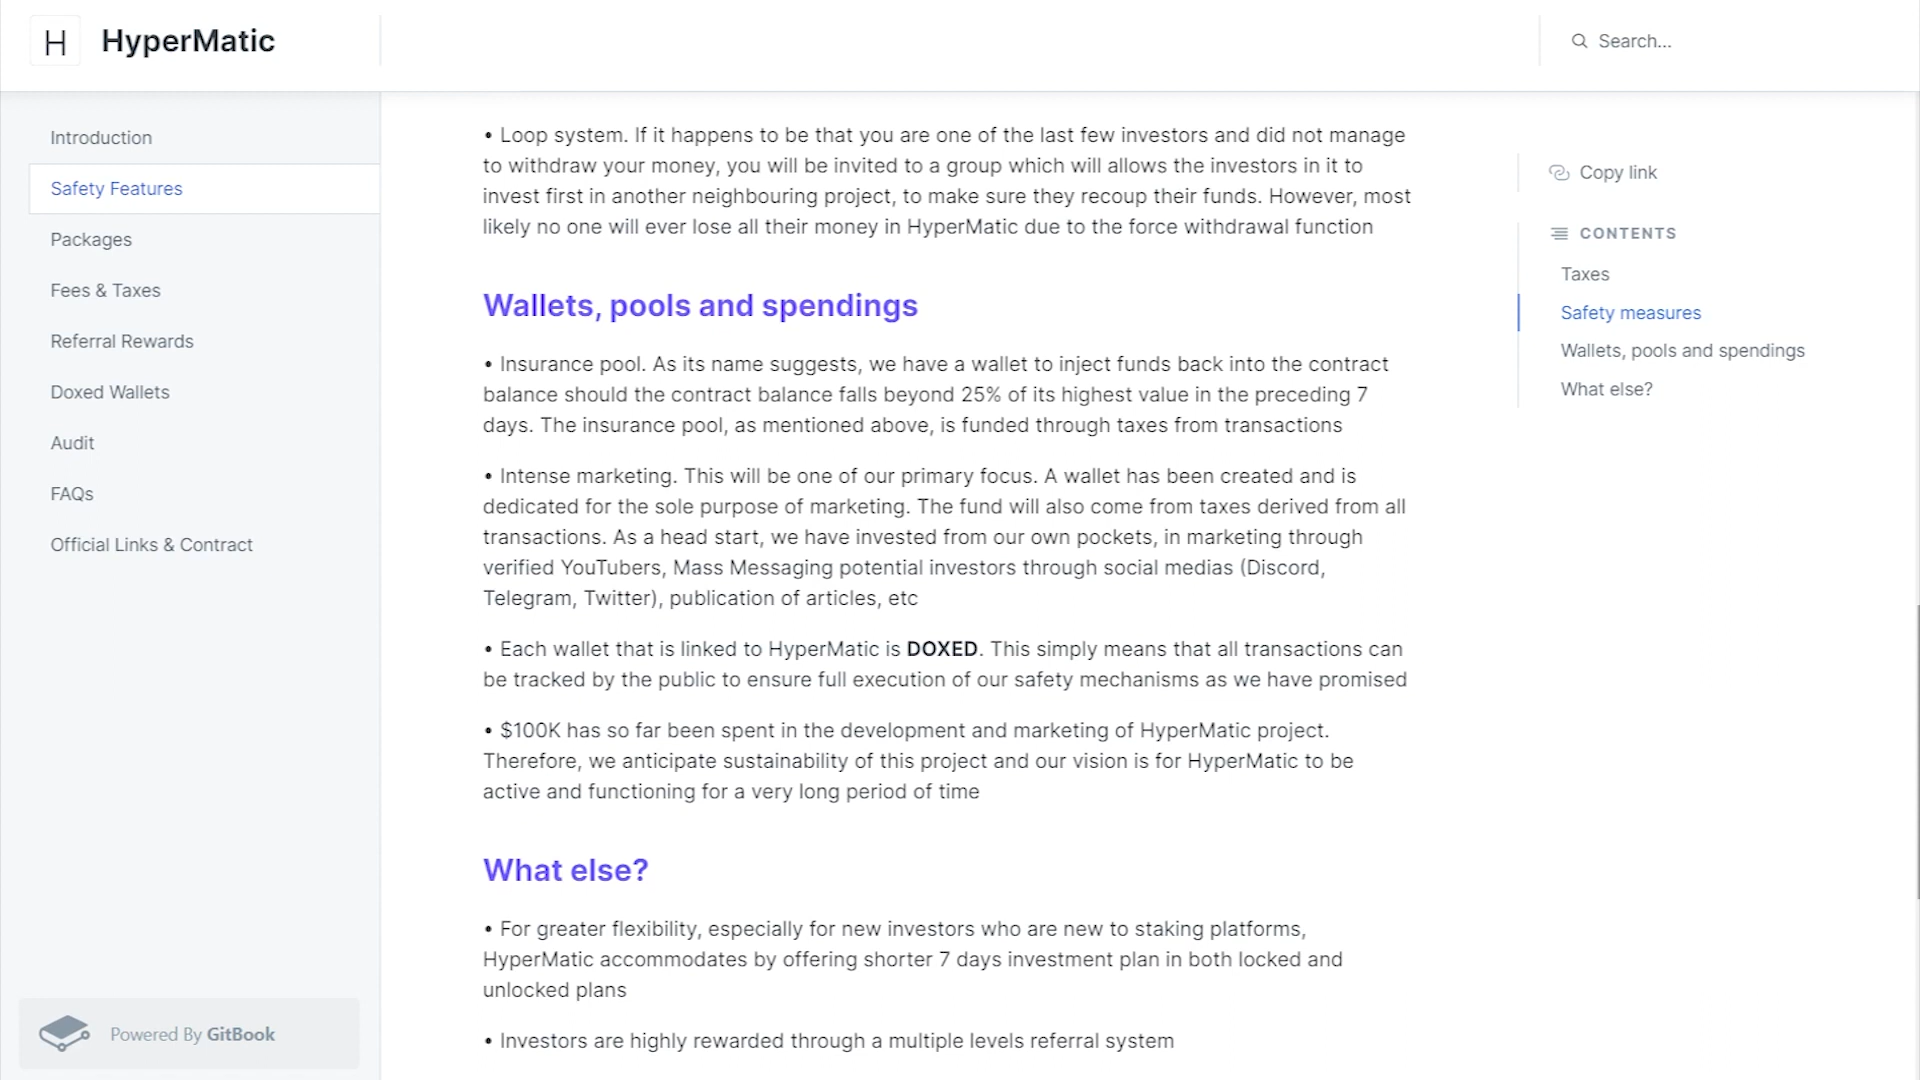 H HyperMatic
Search...
Introduction
Safety Features
Packages
Fees & Taxes
Referral Rewards
Doxed Wallets
Audit
FAQs
Official Links & Contract
Powered By GitBook
• Loop system. If it happens to be that you are one of the last few investors and did not manage
to withdraw your money, you will be invited to a group which will allows the investors in it to
invest first in another neighbouring project, to make sure they recoup their funds. However, most
likely no one will ever lose all their money in HyperMatic due to the force withdrawal function
Wallets, pools and spendings
• Insurance pool. As its name suggests, we have a wallet to inject funds back into the contract
balance should the contract balance falls beyond 25% of its highest value in the preceding 7
days. The insurance pool, as mentioned above, is funded through taxes from transactions
• Intense marketing. This will be one of our primary focus. A wallet has been created and is
dedicated for the sole purpose of marketing. The fund will also come from taxes derived from all
transactions. As a head start, we have invested from our own pockets, in marketing through
verified YouTubers, Mass Messaging potential investors through social medias (Discord,
Telegram, Twitter), publication of articles, etc
• Each wallet that is linked to HyperMatic is DOXED. This simply means that all transactions can
be tracked by the public to ensure full execution of our safety mechanisms as we have promised
• $100K has so far been spent in the development and marketing of HyperMatic project.
Therefore, we anticipate sustainability of this project and our vision is for HyperMatic to be
active and functioning for a very long period of time
What else?
• For greater flexibility, especially for new investors who are new to staking platforms,
HyperMatic accommodates by offering shorter 7 days investment plan in both locked and
unlocked plans
• Investors are highly rewarded through a multiple levels referral system
Copy link
CONTENTS
Taxes
Safety measures
Wallets, pools and spendings
What else?